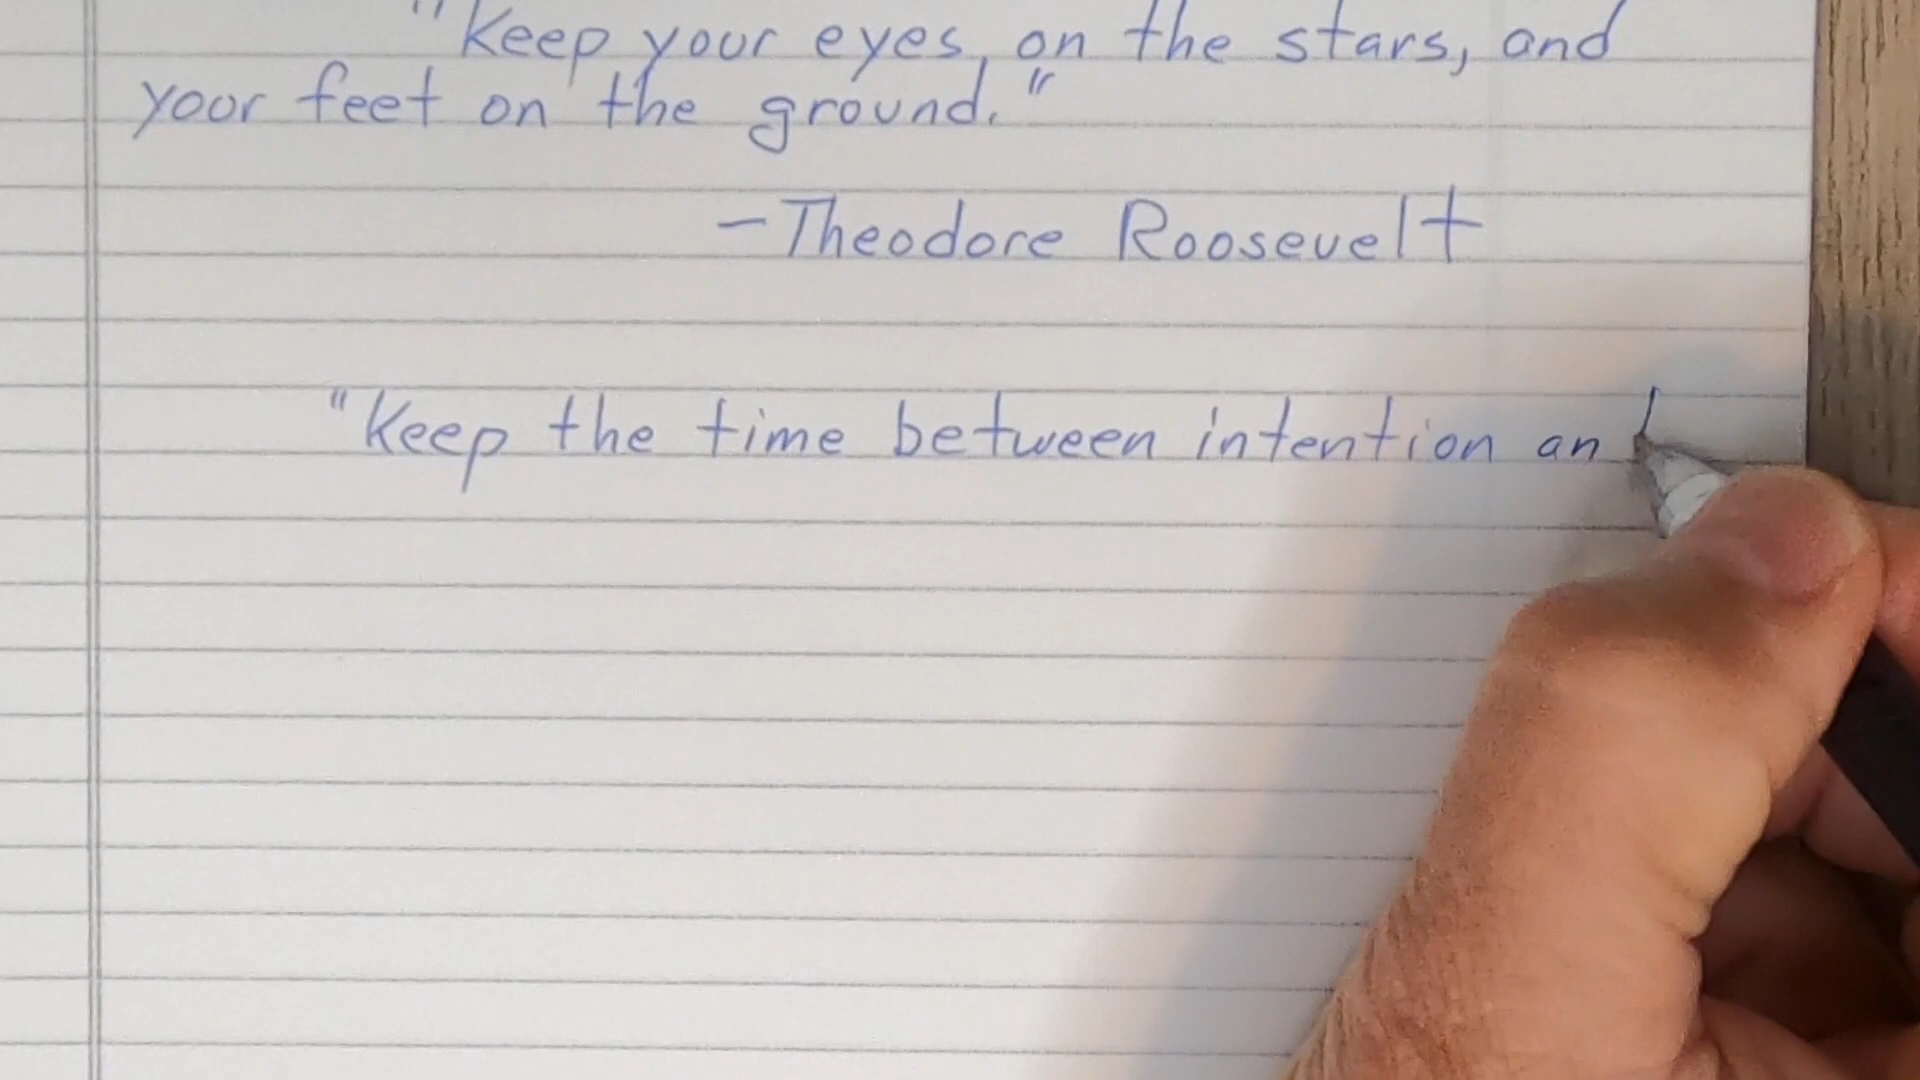 "Keep your eyes on the stars, and
your feet on the ground."
-Theodore Roosevelt
"Keep the time between intention an